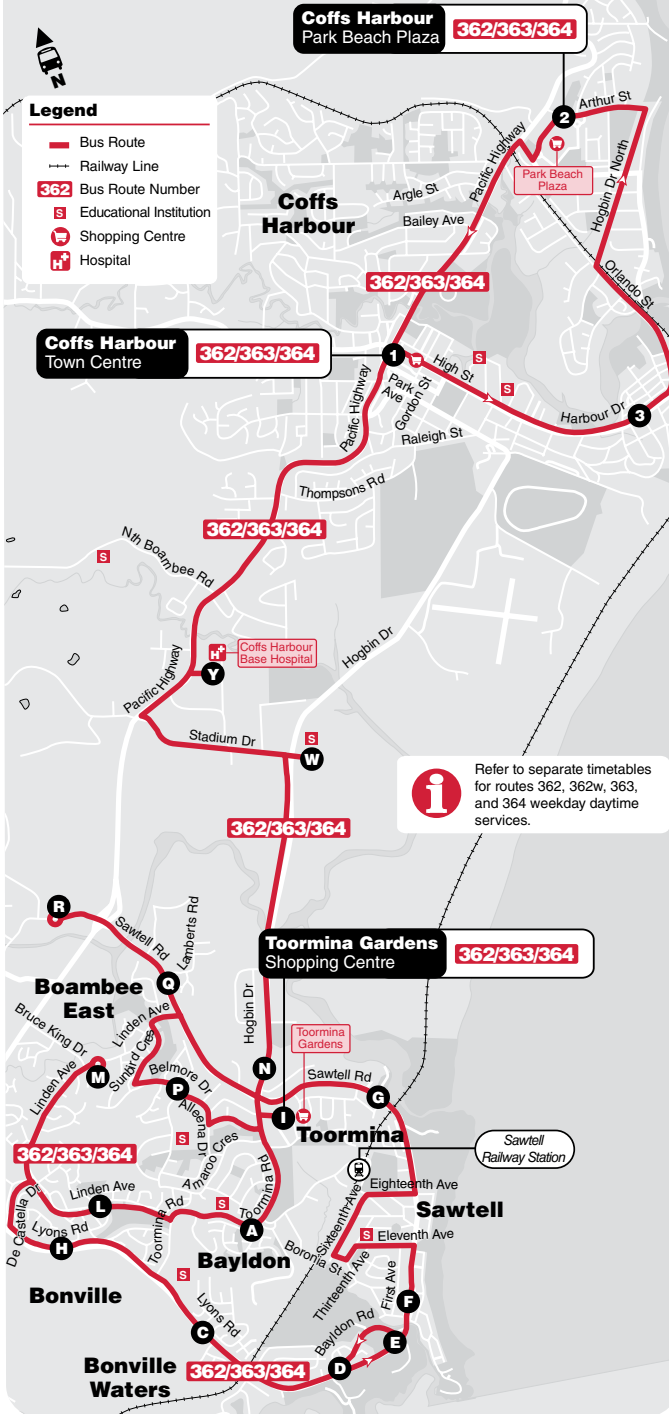 Coffs Harbour
Park Beach Plaza
362/363/364
N
Legend
Bus Route
Railway Line
362 Bus Route Number
S Educational Institution
Shopping Centre
H Hospital
2
Arthur St
Pacific Highway
Park Beach
Plaza
Hogbin Dr North
Argle St
Coffs
Harbour
Bailey Ave
Orlando St
362/363/364
Coffs Harbour
Town Centre
362/363/364
1
High St
S
S
Park
Ave
Gordon St
Pacific Highway
Harbour Dr
3
Raleigh St
Thompsons Rd
362/363/364
Nth Boambee Rd
S
H
Coffs Harbour
Base Hospital
Y
Hogbin Dr
Pacific Highway
Stadium Dr
S
W
i
Refer to separate timetables
for routes 362, 362w, 363,
and 364 weekday daytime
services.
362/363/364
R
Sawtell Rd
Lamberts Rd
Toormina Gardens
Shopping Centre
362/363/364
Q
Boambee
East
Linden Ave
Hogbin Dr
Bruce King Dr
Sunbird Cres
Toormina
Gardens
N
M
Linden Ave
Belmore Dr
P
Sawtell Rd
G
I
Alleena Dr
Toormina
S
Amaroo Cres
362/363/364
Sawtell
Railway Station
Eighteenth Ave
Sixteenth Ave
Sawtell
De Castella Dr
Linden Ave
L
Toormina Rd
S
Toormina Rd
A
Bayldon
Lyons Rd
H
S
Eleventh Ave
Boronia St
Thirteenth Ave
First Ave
Bonville
S
Lyons Rd
F
C
Bayldon Rd
E
Bonville
Waters
362/363/364
D